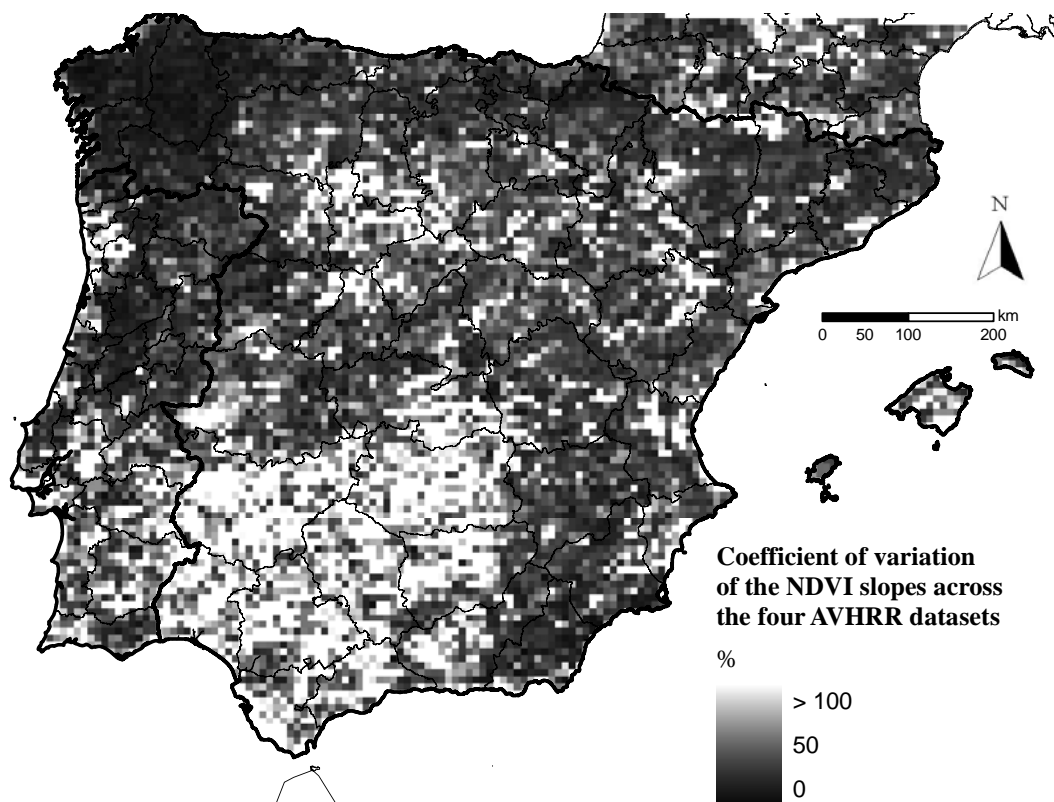 N
km
0 50 100 200
Coefficient of variation
of the NDVI slopes across
the four AVHRR datasets
%
> 100
50
0